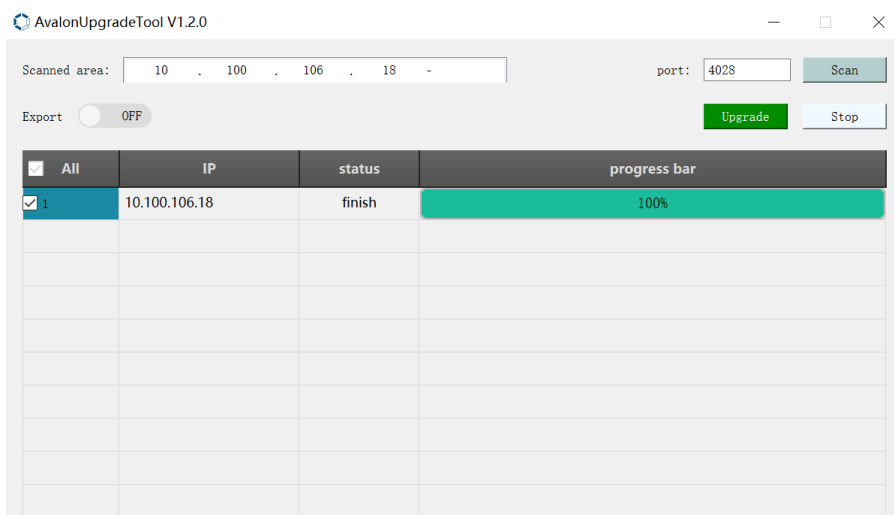 AvalonUpgradeTool V1.2.0
Scanned area: 10 . 100 . 106 . 18 - port: 4028 Scan
Export OFF Upgrade Stop
All IP status progress bar
1 10.100.106.18 finish 100%